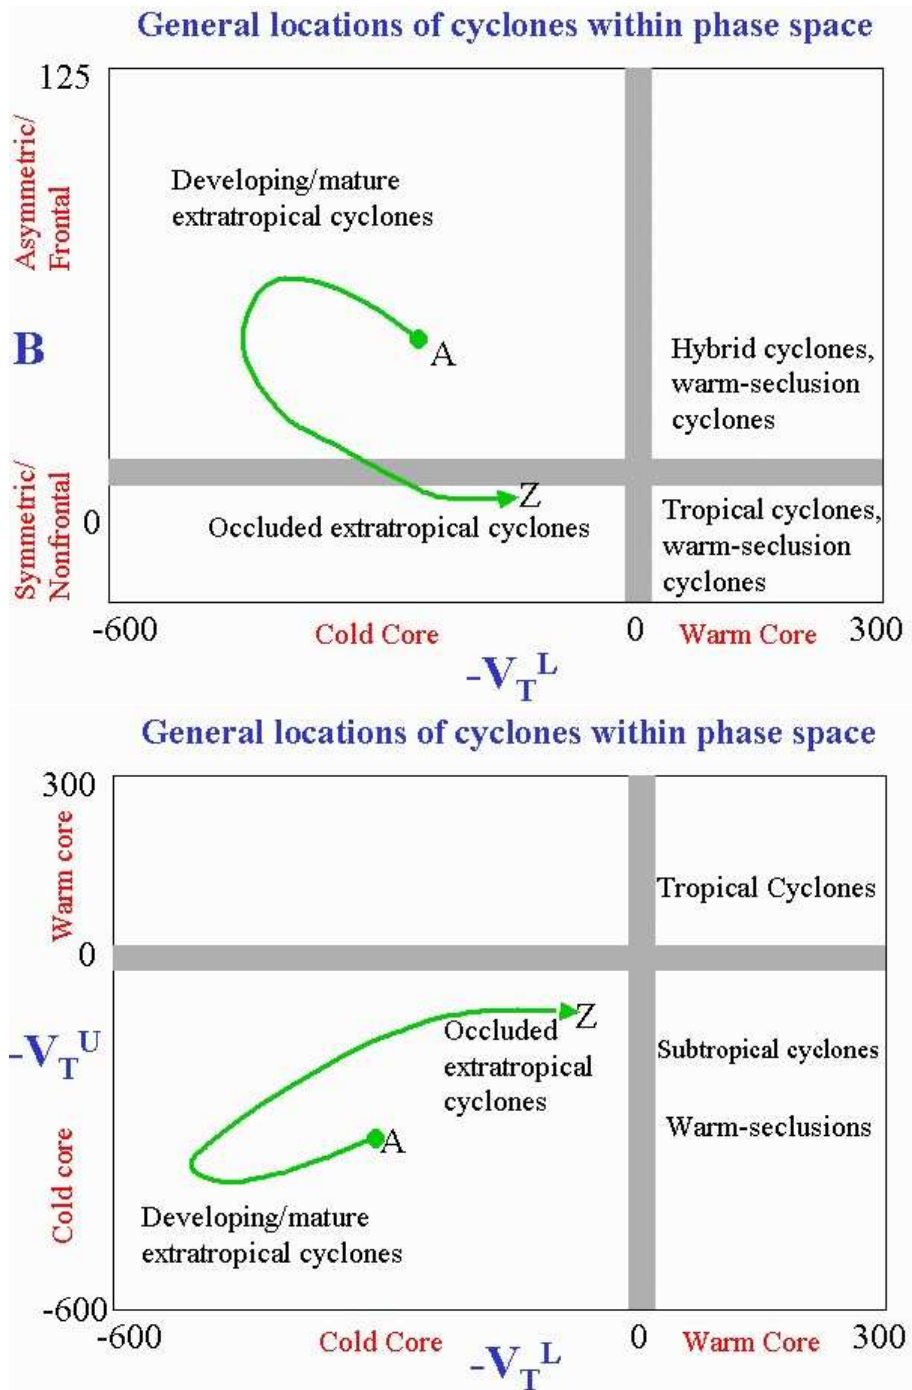 General locations of cyclones within phase space
125
Asymmetric/
Frontal
Developing/mature
extratropical cyclones
B
A
Hybrid cyclones,
warm-seclusion
cyclones
Symmetric/
Nonfrontal
0
Z
Occluded extratropical cyclones
Tropical cyclones,
warm-seclusion
cyclones
-600
Cold Core
0
Warm Core
300
-V_T^L
General locations of cyclones within phase space
300
Warm core
Tropical Cyclones
0
-V_T^U
Z
Occluded
extratropical
cyclones
Subtropical cyclones
Warm-seclusions
A
Cold core
Developing/mature
extratropical cyclones
-600
-600
Cold Core
0
Warm Core
300
-V_T^L